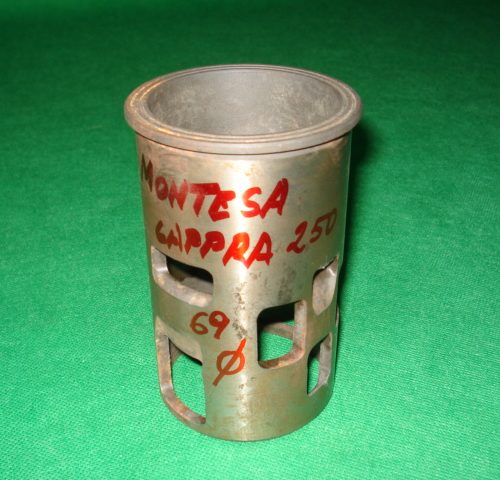 MONTESA
CAPPRA 250
69
Ø